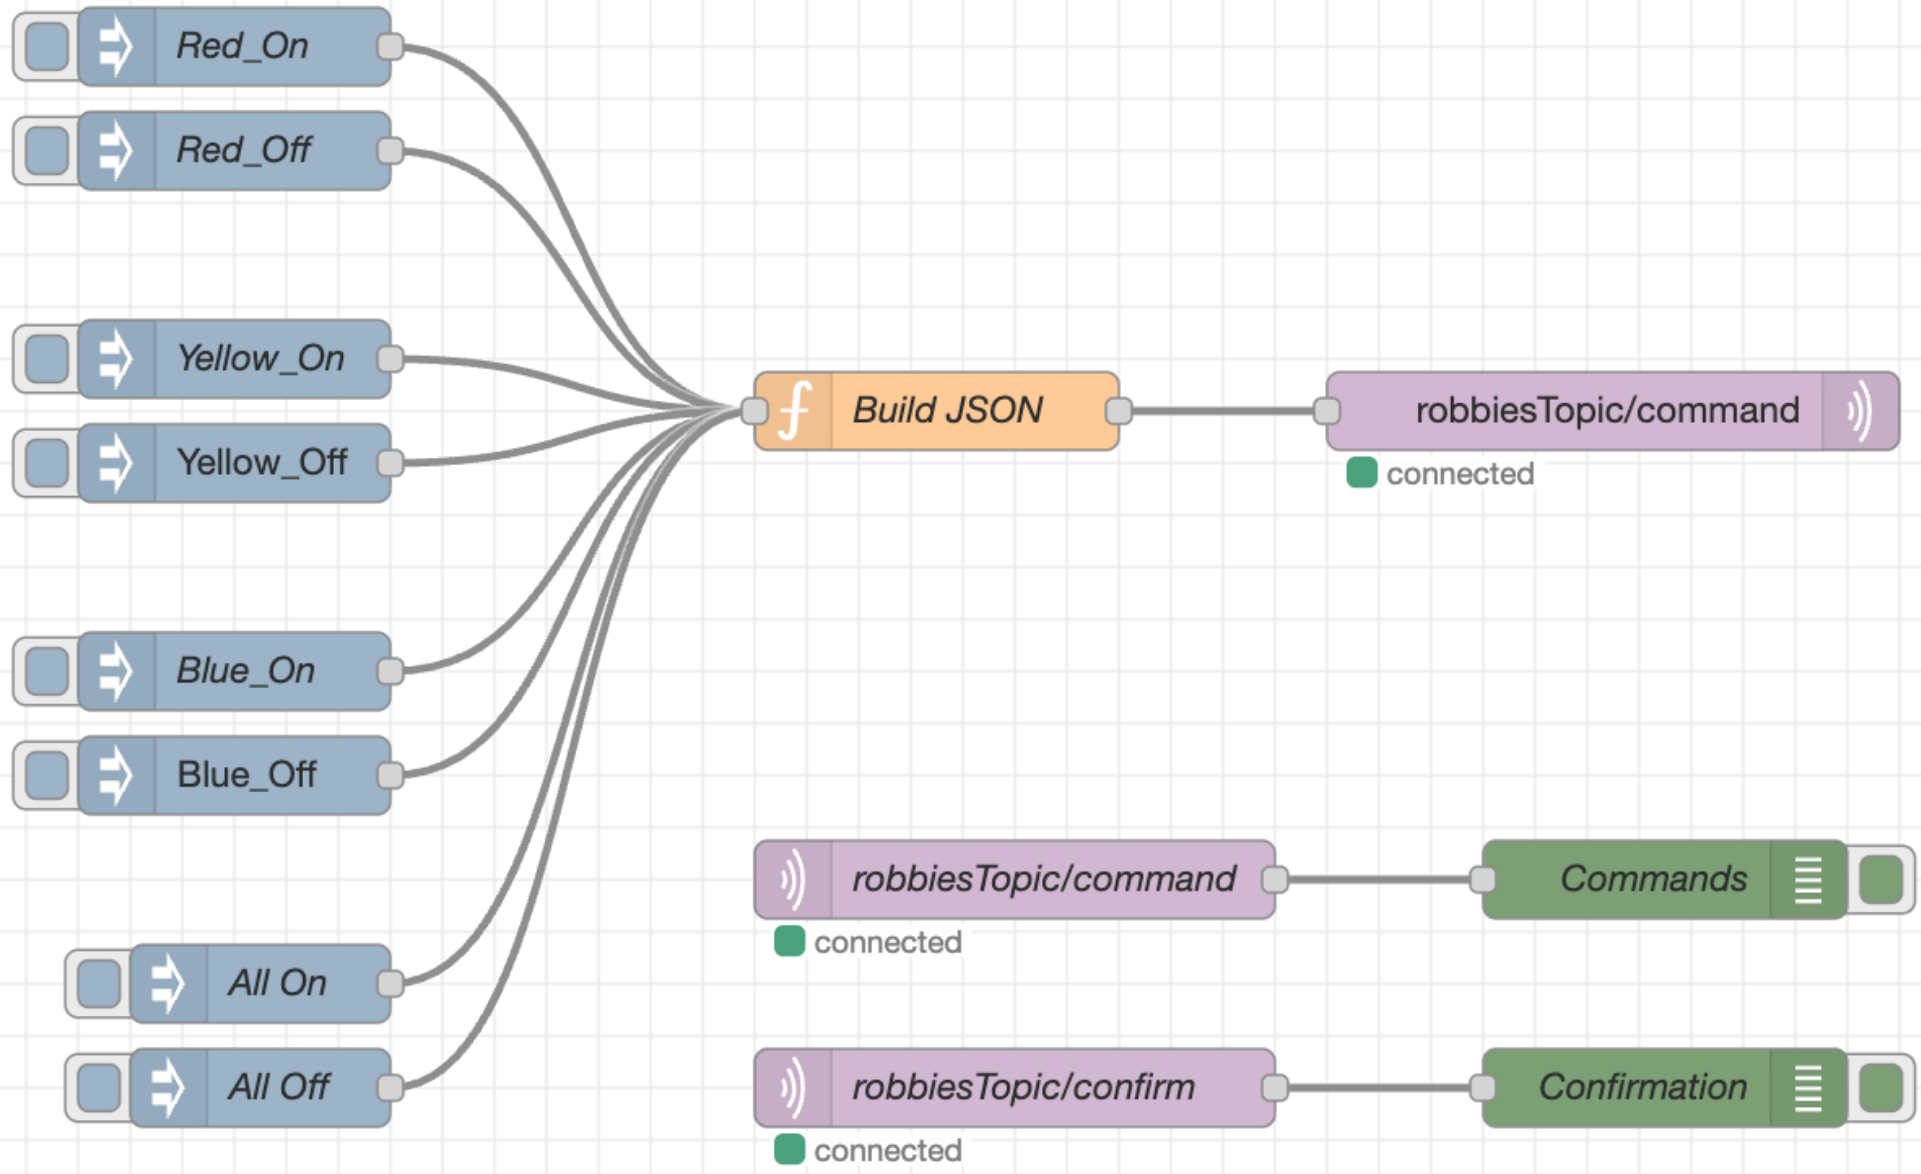 Red_On
Red_Off
Yellow_On
Yellow_Off
Blue_On
Blue_Off
All On
All Off
Build JSON
robbiesTopic/command
connected
robbiesTopic/command
connected
Commands
robbiesTopic/confirm
connected
Confirmation